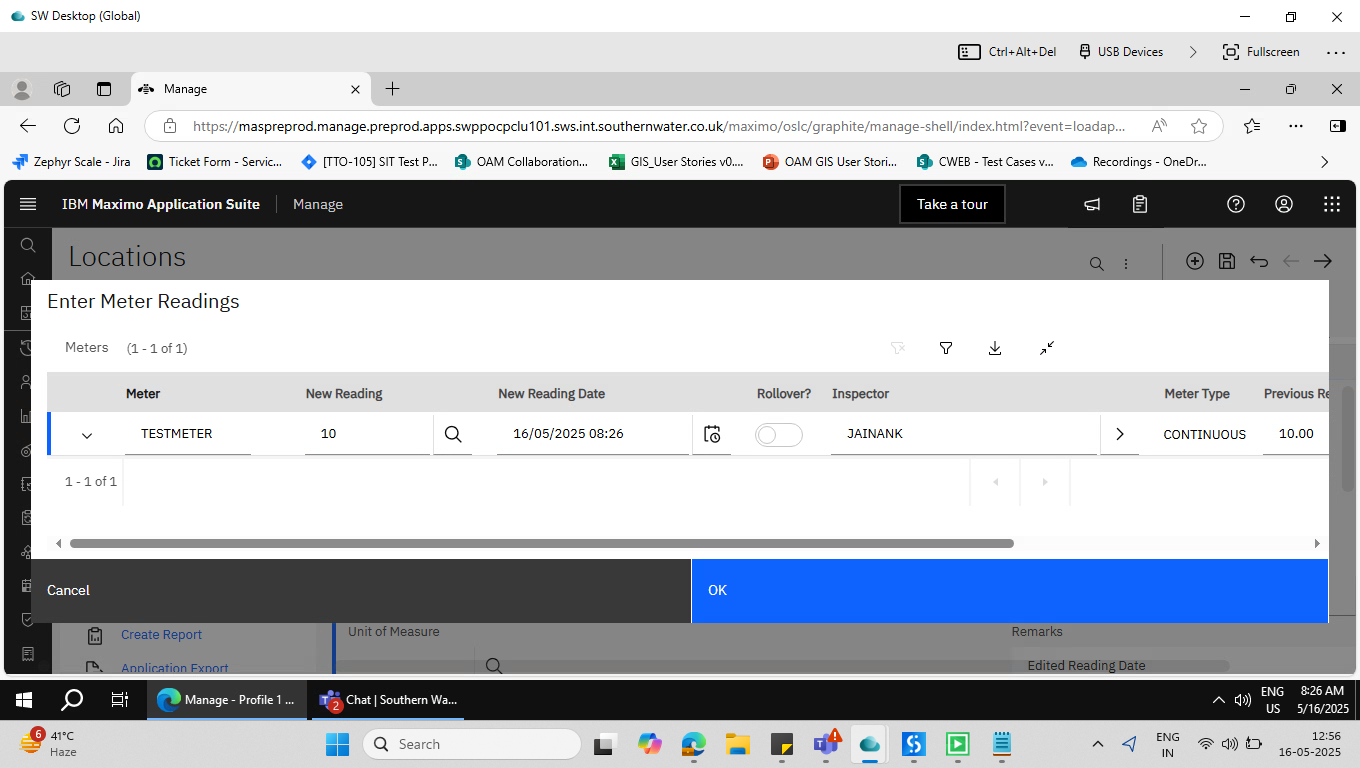 SW Desktop (Global)
Ctrl+Alt+Del USB Devices Fullscreen
Manage
https://maspreprod.manage.preprod.apps.swppocpclu101.sws.int.southernwater.co.uk/maximo/oslc/graphite/manage-shell/index.html?event=loadap...
Zephyr Scale - Jira Ticket Form - Servic... [TTO-105] SIT Test P... OAM Collaboration... GIS_User Stories v0.... OAM GIS User Stori... CWEB - Test Cases v... Recordings - OneDr...
IBM Maximo Application Suite Manage Take a tour
Locations
Enter Meter Readings
Meters (1 - 1 of 1)
Meter New Reading New Reading Date Rollover? Inspector Meter Type Previous Re
TESTMETER 10 16/05/2025 08:26 JAINANK CONTINUOUS 10.00
1 - 1 of 1
Cancel OK
Create Report Unit of Measure Remarks
Application Export Edited Reading Date
Manage - Profile 1 ... 2 Chat | Southern Wa... ENG US 8:26 AM 5/16/2025
6 41°C Haze Search ENG IN 12:56 16-05-2025